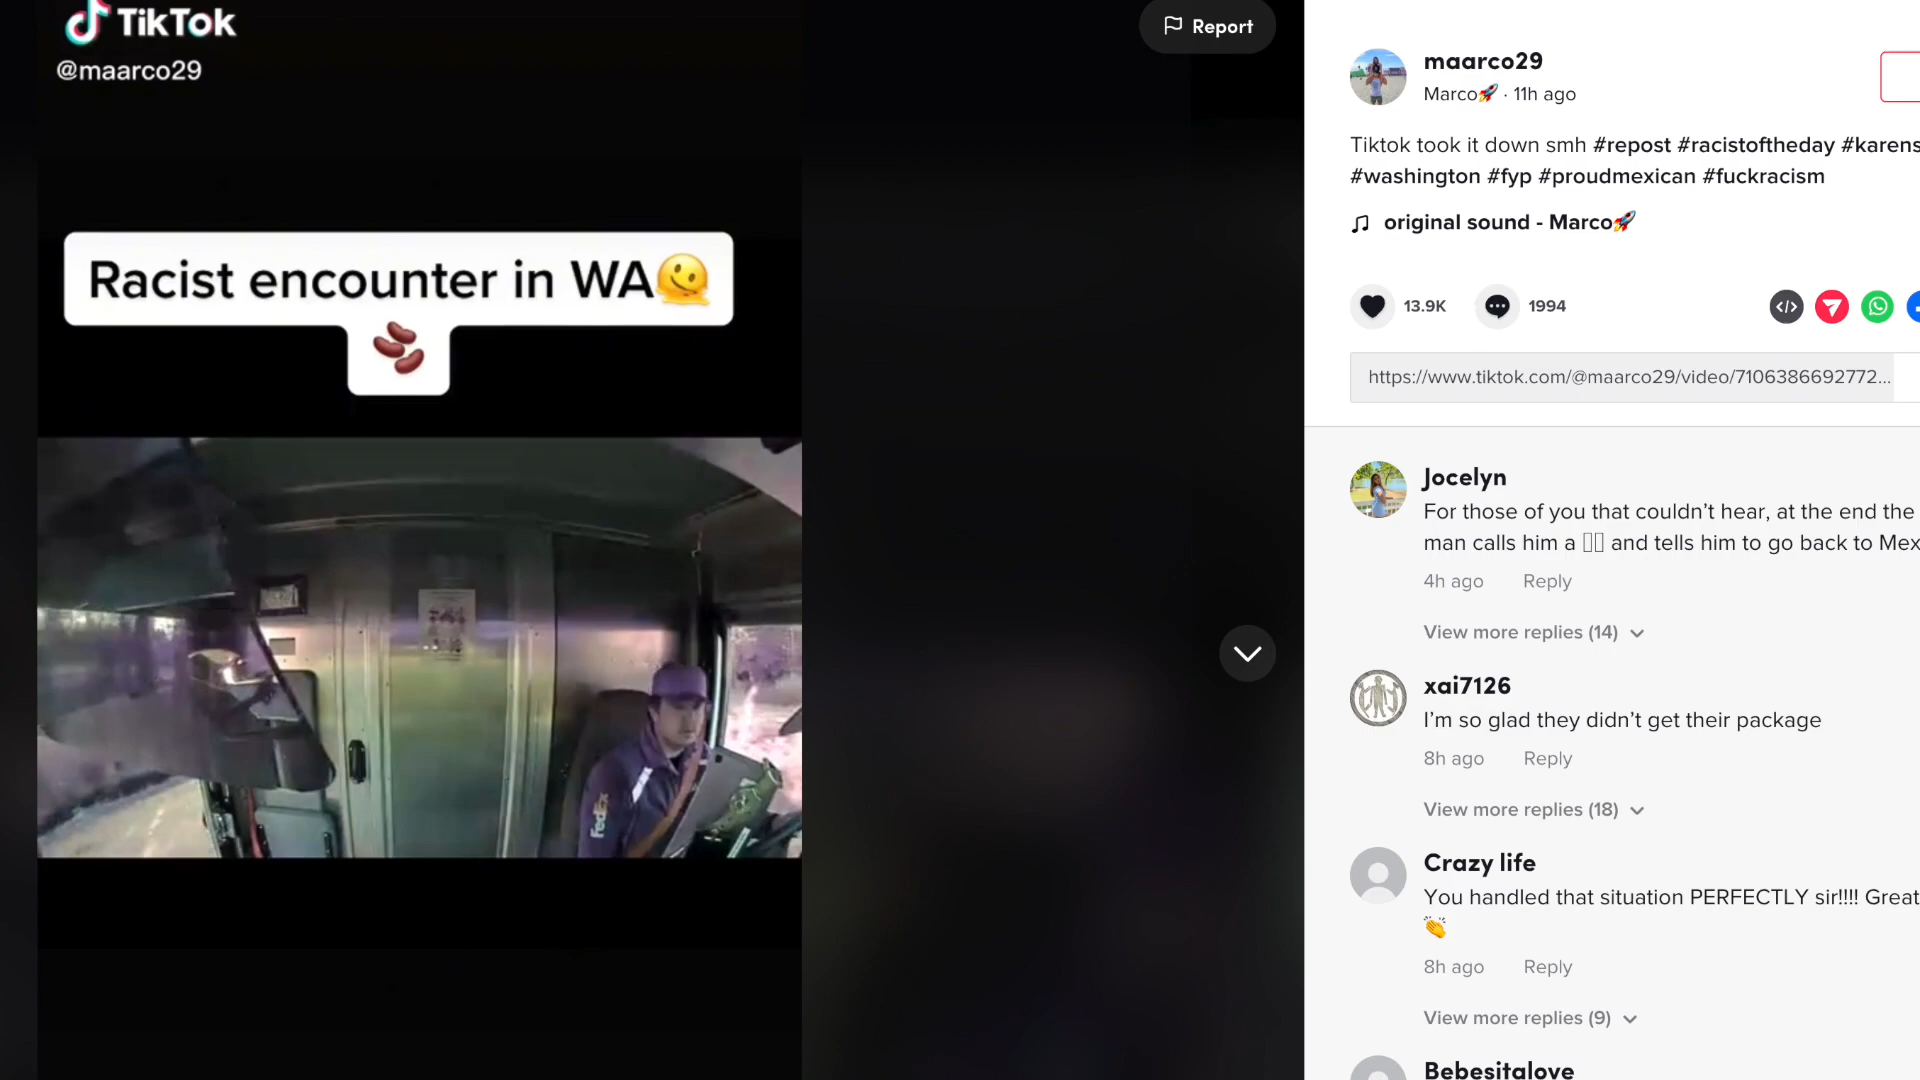 TikTok
@maarco29
Report
Racist encounter in WA🫠
🫘
FedEx
maarco29
Marco🚀 · 11h ago
Tiktok took it down smh #repost #racistoftheday #karens
#washington #fyp #proudmexican #fuckracism
original sound - Marco🚀
13.9K
1994
https://www.tiktok.com/@maarco29/video/7106386692772...
Jocelyn
For those of you that couldn't hear, at the end the
man calls him a 🫘 and tells him to go back to Mex
4h ago Reply
View more replies (14)
xai7126
I'm so glad they didn't get their package
8h ago Reply
View more replies (18)
Crazy life
You handled that situation PERFECTLY sir!!!! Great
👏
8h ago Reply
View more replies (9)
Bebesitalove